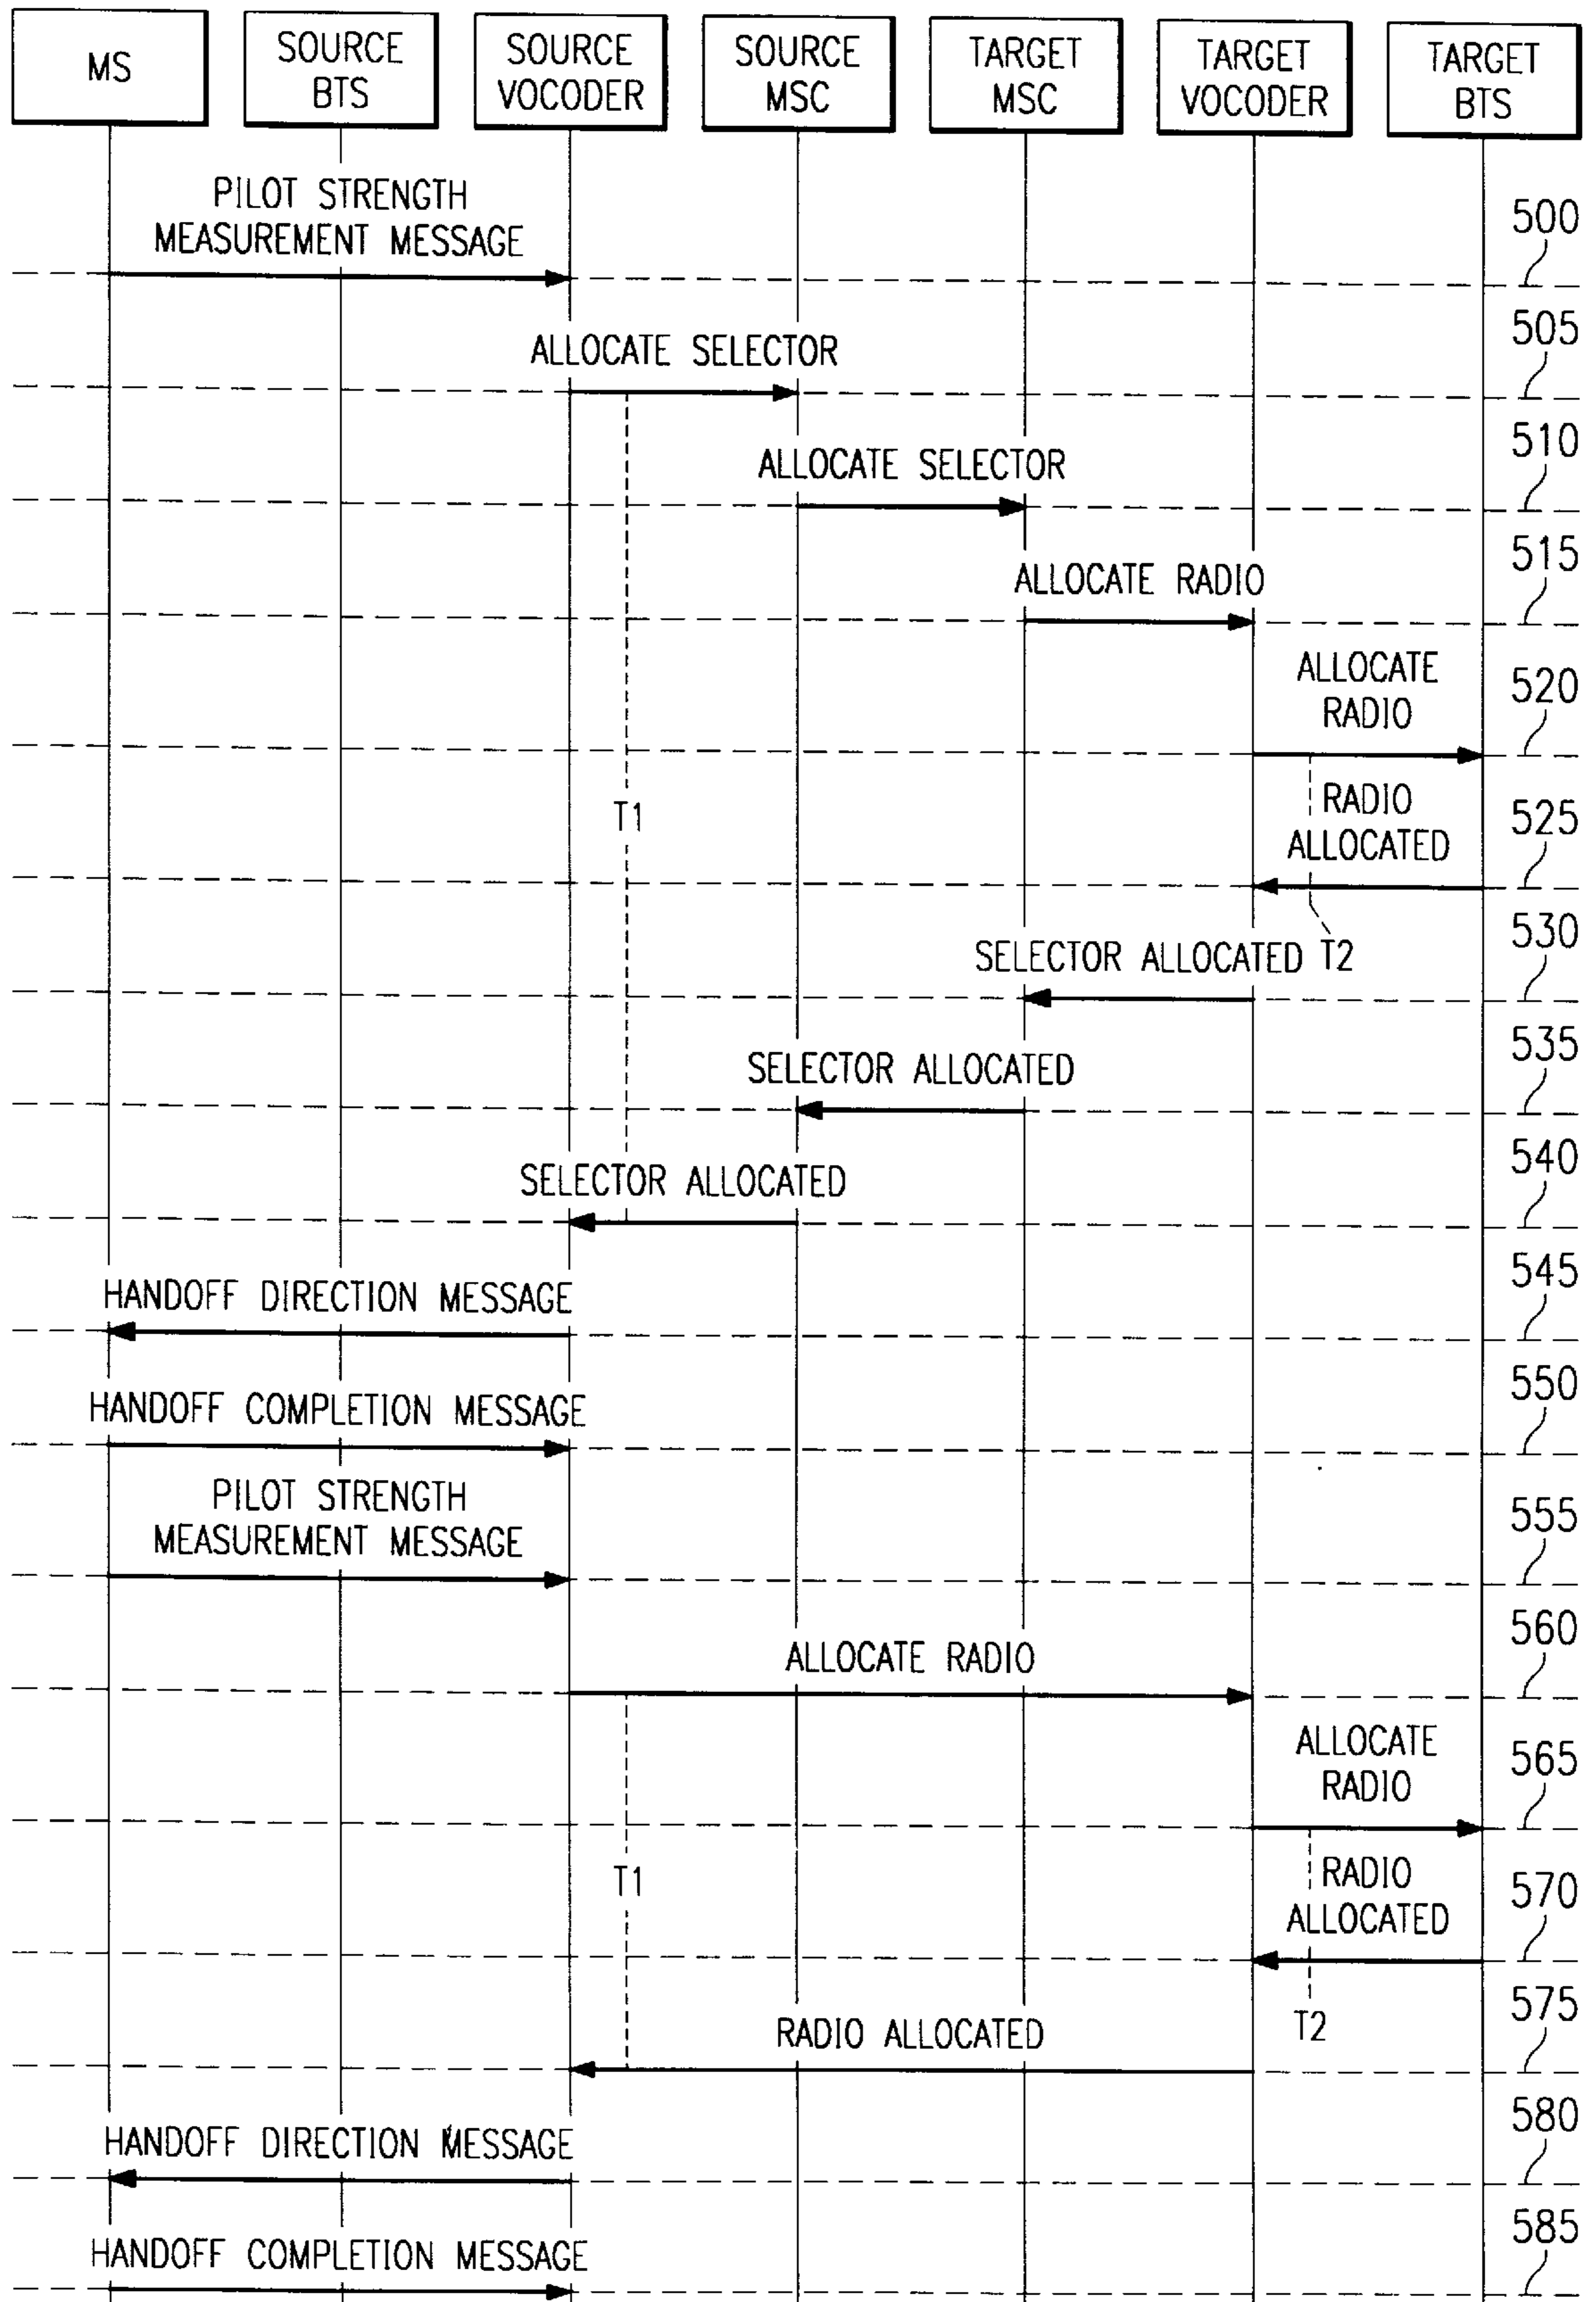 MS
SOURCE
BTS
SOURCE
VOCODER
SOURCE
MSC
TARGET
MSC
TARGET
VOCODER
TARGET
BTS
PILOT STRENGTH
MEASUREMENT MESSAGE
500
ALLOCATE SELECTOR
505
ALLOCATE SELECTOR
510
ALLOCATE RADIO
515
ALLOCATE
RADIO
520
T1
RADIO
ALLOCATED
525
SELECTOR ALLOCATED
T2
530
SELECTOR ALLOCATED
535
SELECTOR ALLOCATED
540
HANDOFF DIRECTION MESSAGE
545
HANDOFF COMPLETION MESSAGE
550
PILOT STRENGTH
MEASUREMENT MESSAGE
555
ALLOCATE RADIO
560
ALLOCATE
RADIO
565
T1
RADIO
ALLOCATED
570
RADIO ALLOCATED
T2
575
HANDOFF DIRECTION MESSAGE
580
HANDOFF COMPLETION MESSAGE
585